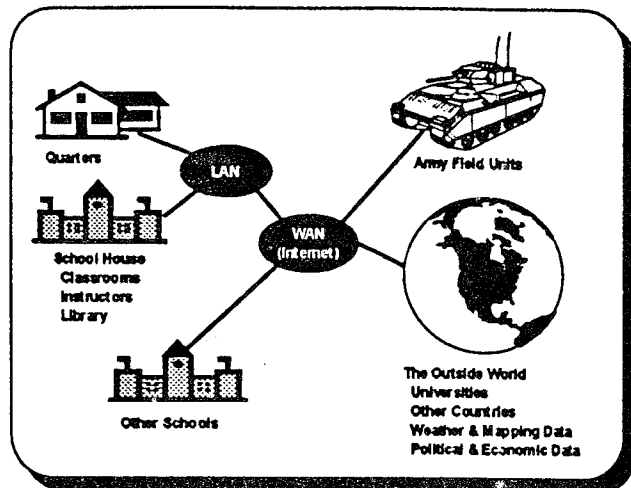 Quarters
LAN
Army Field Units
School House
Classrooms
Instructors
Library
WAN
(Internet)
Other Schools
The Outside World
Universities
Other Countries
Weather & Mapping Data
Political & Economic Data